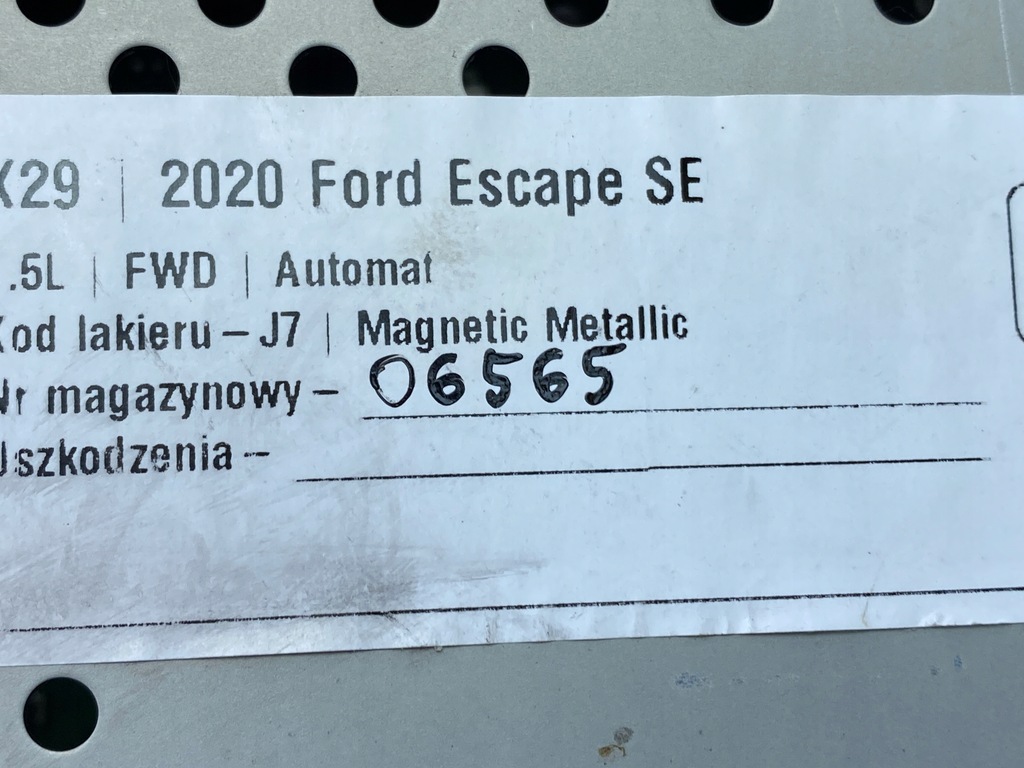 X29 | 2020 Ford Escape SE
.5L | FWD | Automat
Kod lakieru – J7 | Magnetic Metallic
Nr magazynowy – 06565
Uszkodzenia –